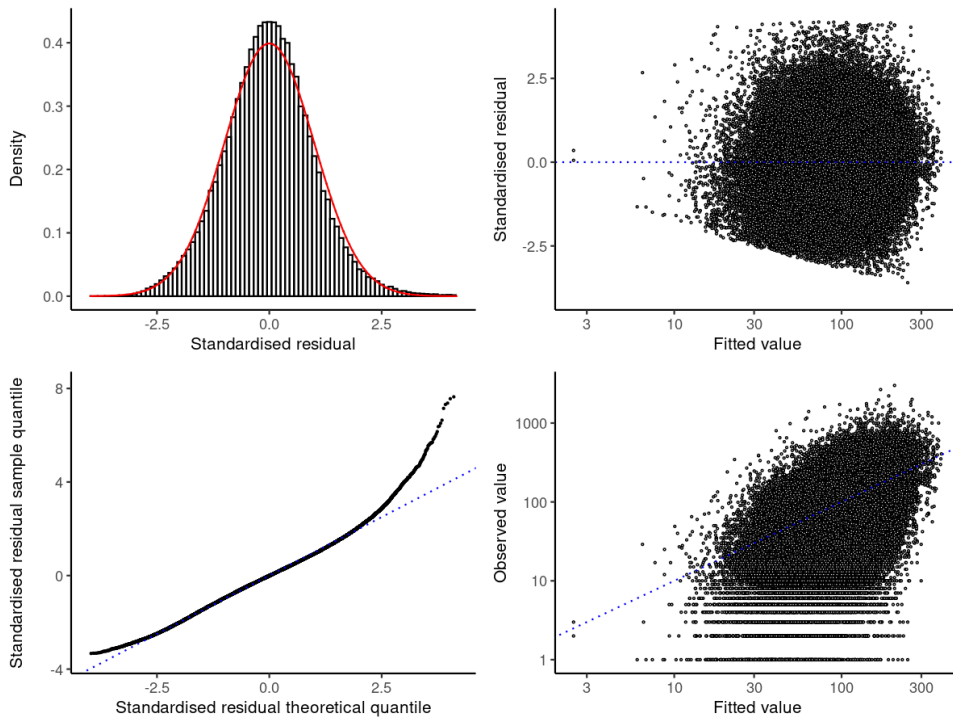 Density
0.4
0.3
0.2
0.1
0.0
-2.5 0.0 2.5
Standardised residual
Standardised residual
2.5
0.0
-2.5
3 10 30 100 300
Fitted value
Standardised residual sample quantile
8
4
0
-4
-2.5 0.0 2.5
Standardised residual theoretical quantile
Observed value
1000
100
10
1
3 10 30 100 300
Fitted value